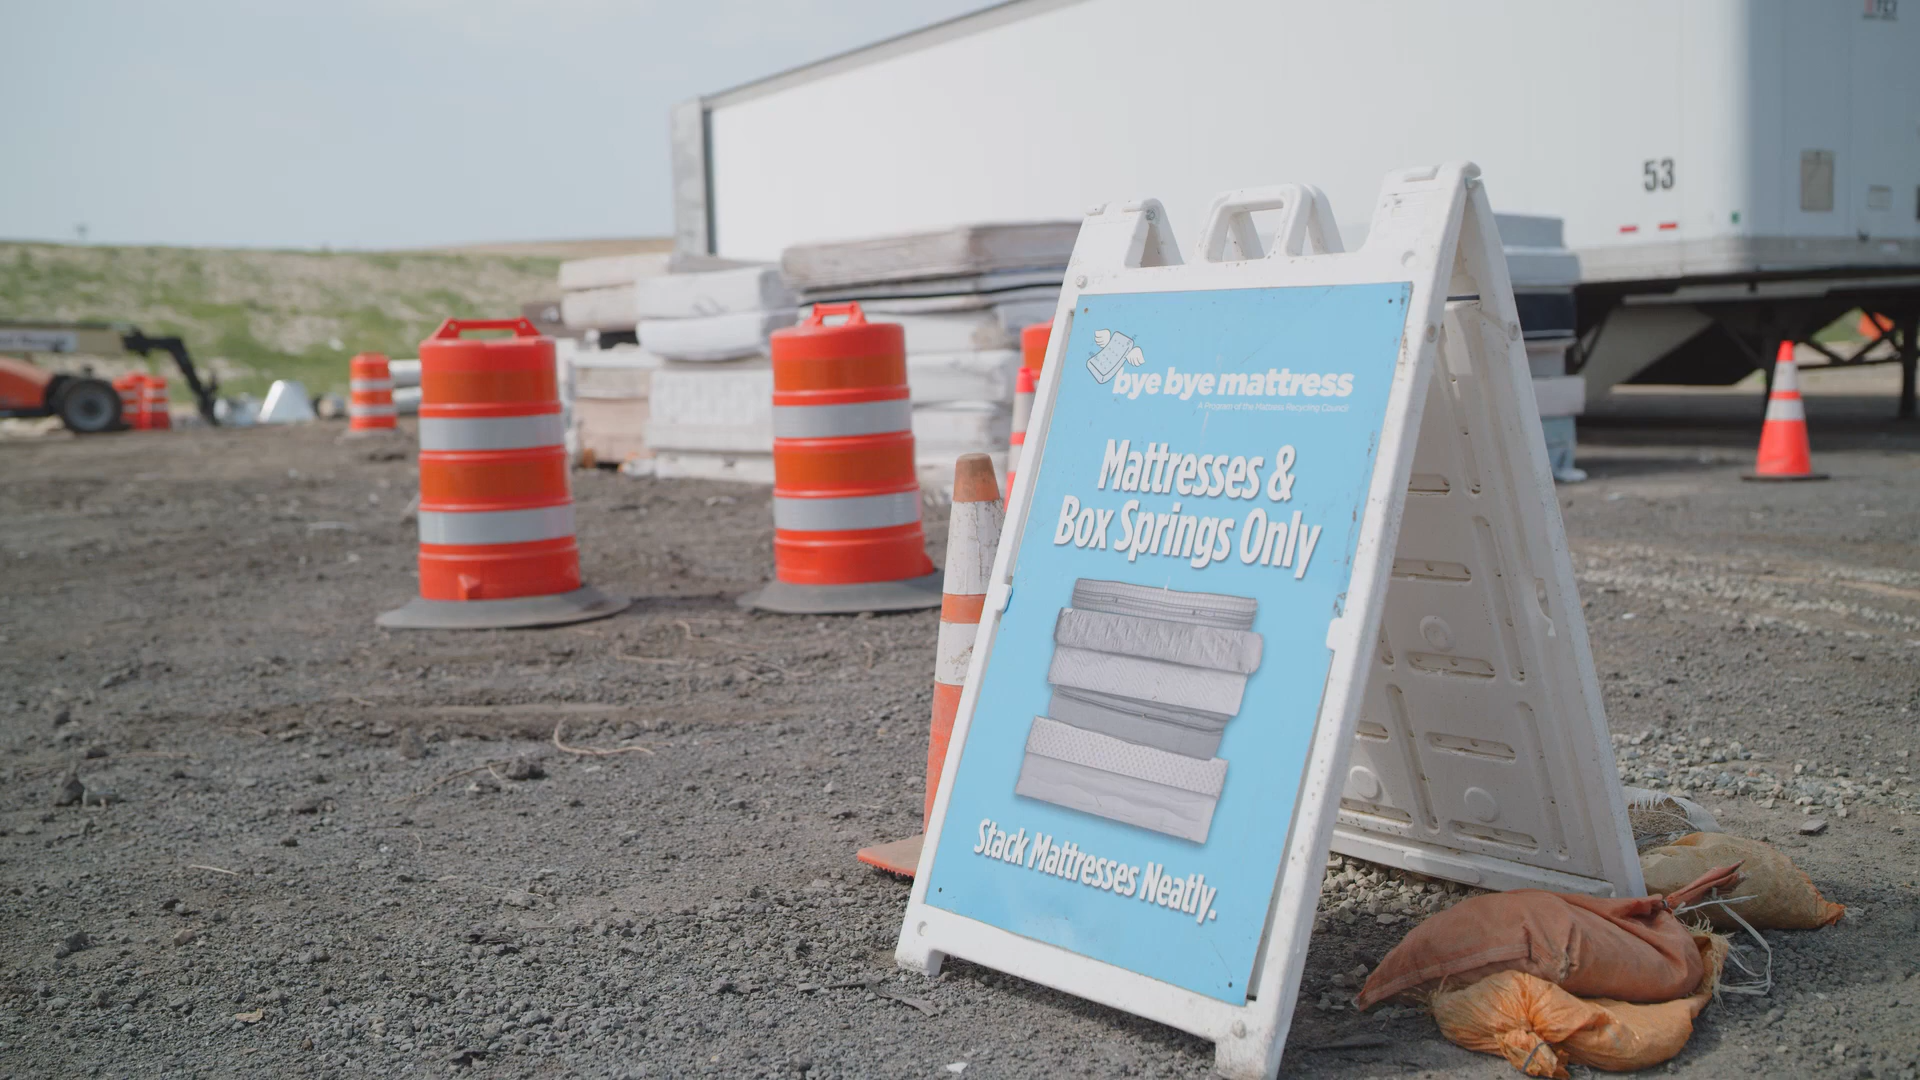 53
bye bye mattress
A Program of the Mattress Recycling Council
Mattresses &
Box Springs Only
Stack Mattresses Neatly.